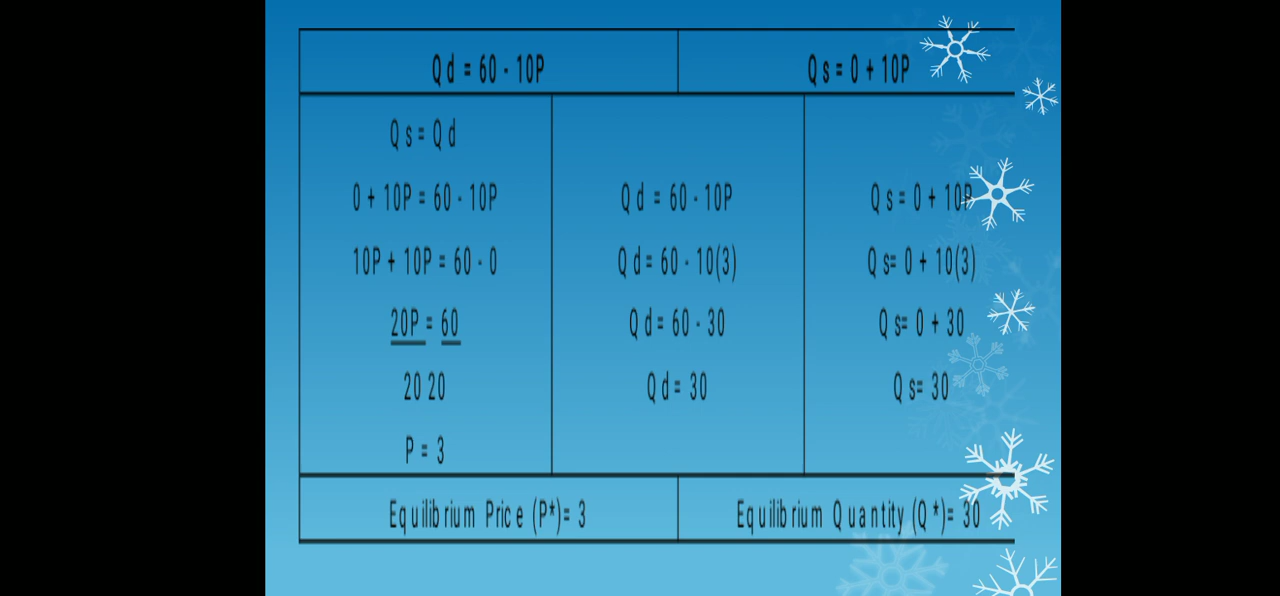 Qd = 60 - 10P
Qs = 0 + 10P
Qs = Qd
0 + 10P = 60 - 10P
10P + 10P = 60 - 0
20P = 60
20 20
P = 3
Qd = 60 - 10P
Qd = 60 - 10(3)
Qd = 60 - 30
Qd = 30
Qs = 0 + 10P
Qs= 0 + 10(3)
Qs= 0 + 30
Qs= 30
Equilibrium Price (P*)= 3
Equilibrium Quantity (Q*)= 30